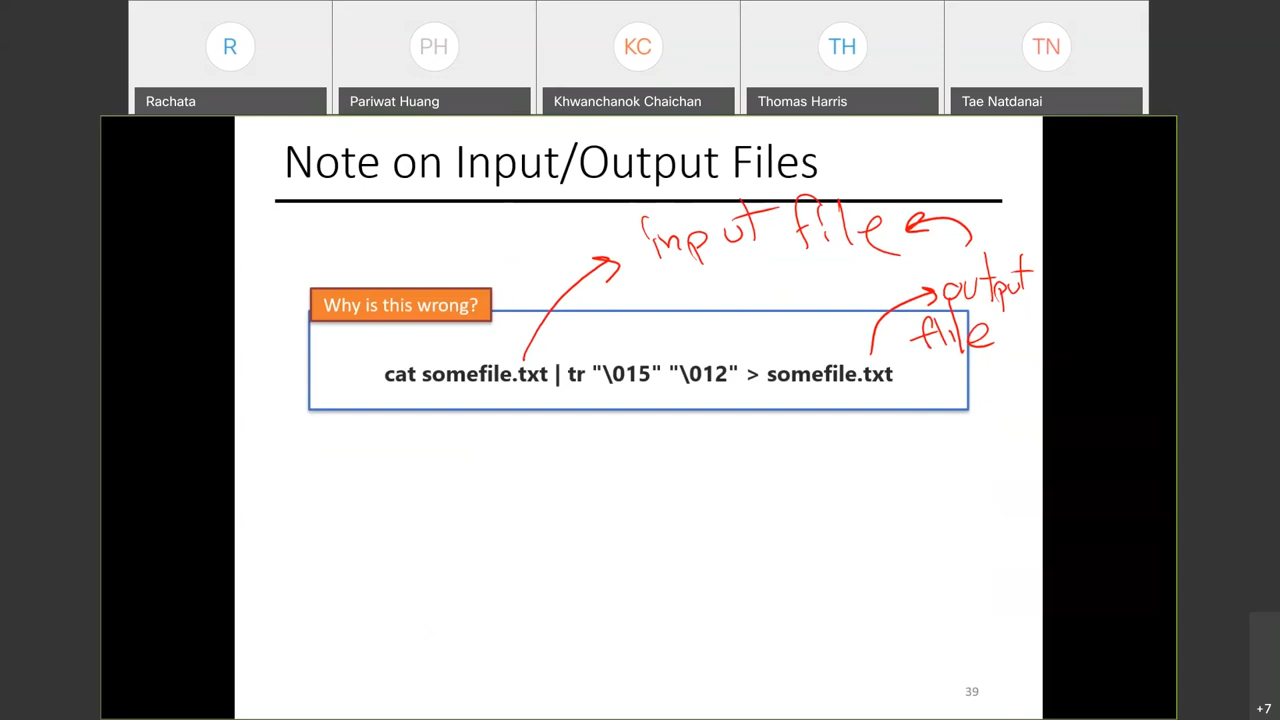 R PH KC TH TN
Rachata Pariwat Huang Khwanchanok Chaichan Thomas Harris Tae Natdanai
Note on Input/Output Files
input file
output
file
Why is this wrong?
cat somefile.txt | tr "\015" "\012" > somefile.txt
39
+7